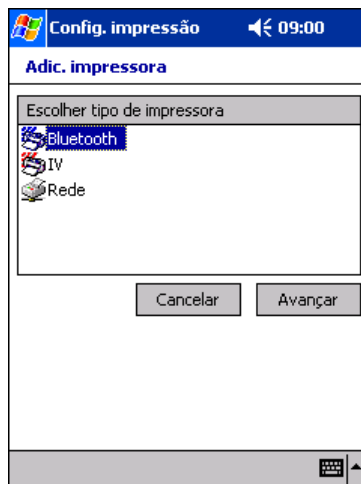 Config. impressão 09:00
Adic. impressora
Escolher tipo de impressora
Bluetooth
IV
Rede
Cancelar Avançar